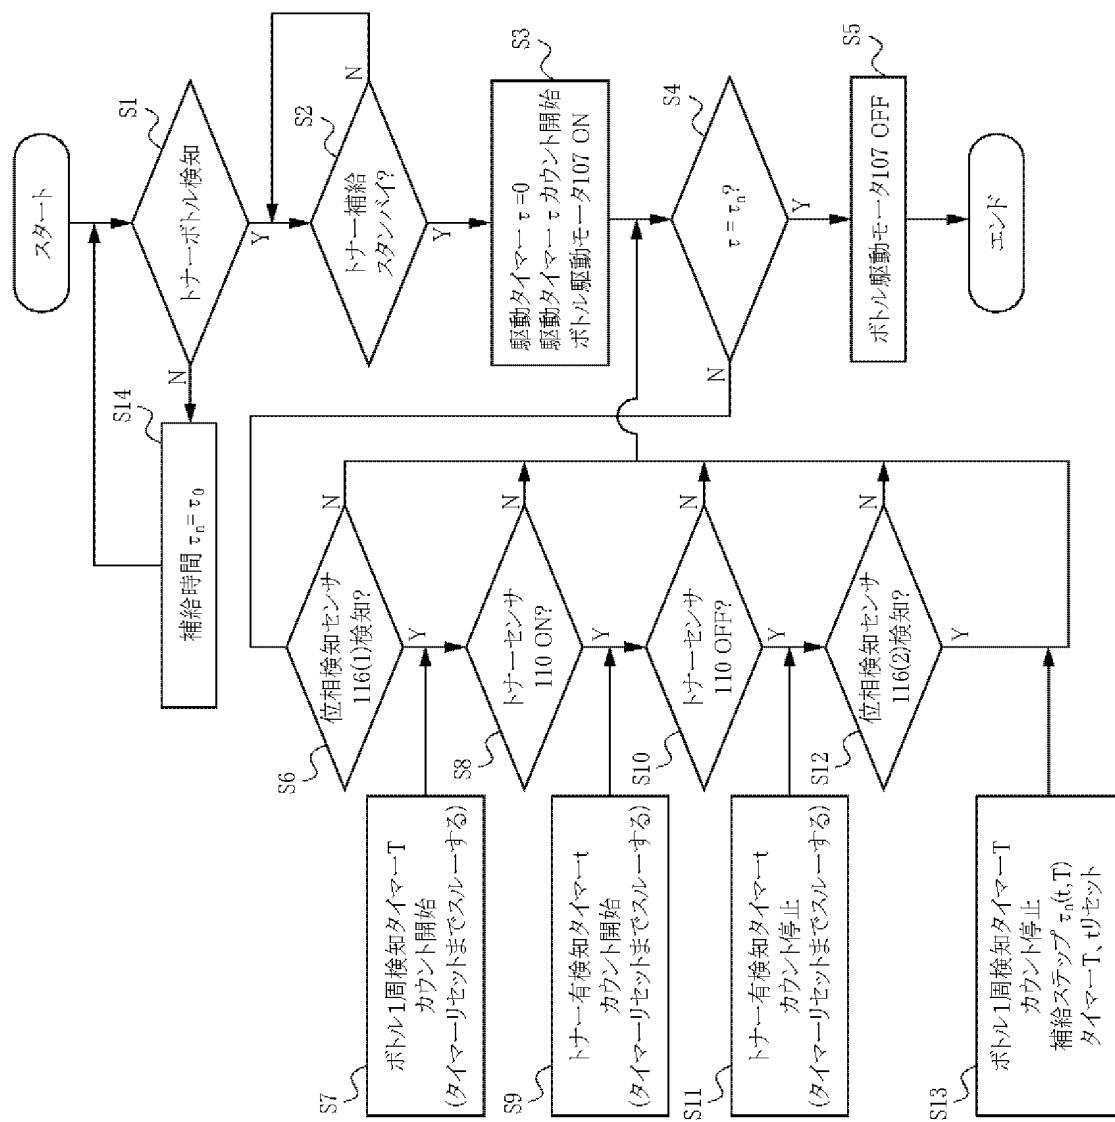 スタート
S1
トナーボトル検知
N
Y
S14
補給時間 τn=τ0
S2
トナー補給
スタンバイ?
N
Y
S3
駆動タイマー τ=0
駆動タイマー τ カウント開始
ボトル駆動モータ107 ON
S4
τ=τn?
N
Y
S5
ボトル駆動モータ107 OFF
エンド
S6
位相検知センサ
116(1)検知?
N
Y
S7
ボトル1周検知タイマーT
カウント開始
(タイマーリセットまでスルーする)
S8
トナーセンサ
110 ON?
N
Y
S9
トナー有検知タイマーt
カウント開始
(タイマーリセットまでスルーする)
S10
トナーセンサ
110 OFF?
N
Y
S11
トナー有検知タイマーt
カウント停止
(タイマーリセットまでスルーする)
S12
位相検知センサ
116(2)検知?
N
Y
S13
ボトル1周検知タイマーT
カウント停止
補給ステップ τn(t,T)
タイマーT、tリセット